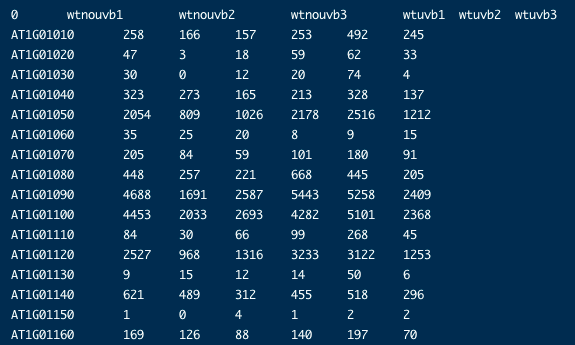 0 wtnouvb1 wtnouvb2 wtnouvb3 wtuvb1 wtuvb2 wtuvb3
AT1G01010 258 166 157 253 492 245
AT1G01020 47 3 18 59 62 33
AT1G01030 30 0 12 20 74 4
AT1G01040 323 273 165 213 328 137
AT1G01050 2054 809 1026 2178 2516 1212
AT1G01060 35 25 20 8 9 15
AT1G01070 205 84 59 101 180 91
AT1G01080 448 257 221 668 445 205
AT1G01090 4688 1691 2587 5443 5258 2409
AT1G01100 4453 2033 2693 4282 5101 2368
AT1G01110 84 30 66 99 268 45
AT1G01120 2527 968 1316 3233 3122 1253
AT1G01130 9 15 12 14 50 6
AT1G01140 621 489 312 455 518 296
AT1G01150 1 0 4 1 2 2
AT1G01160 169 126 88 140 197 70